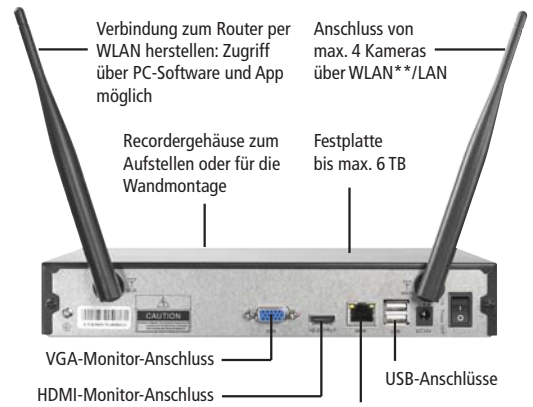 Verbindung zum Router per
WLAN herstellen: Zugriff
über PC-Software und App
möglich
Anschluss von
max. 4 Kameras
über WLAN**/LAN
Recordergehäuse zum
Aufstellen oder für die
Wandmontage
Festplatte
bis max. 6 TB
CAUTION
VGA-Monitor-Anschluss
USB-Anschlüsse
HDMI-Monitor-Anschluss